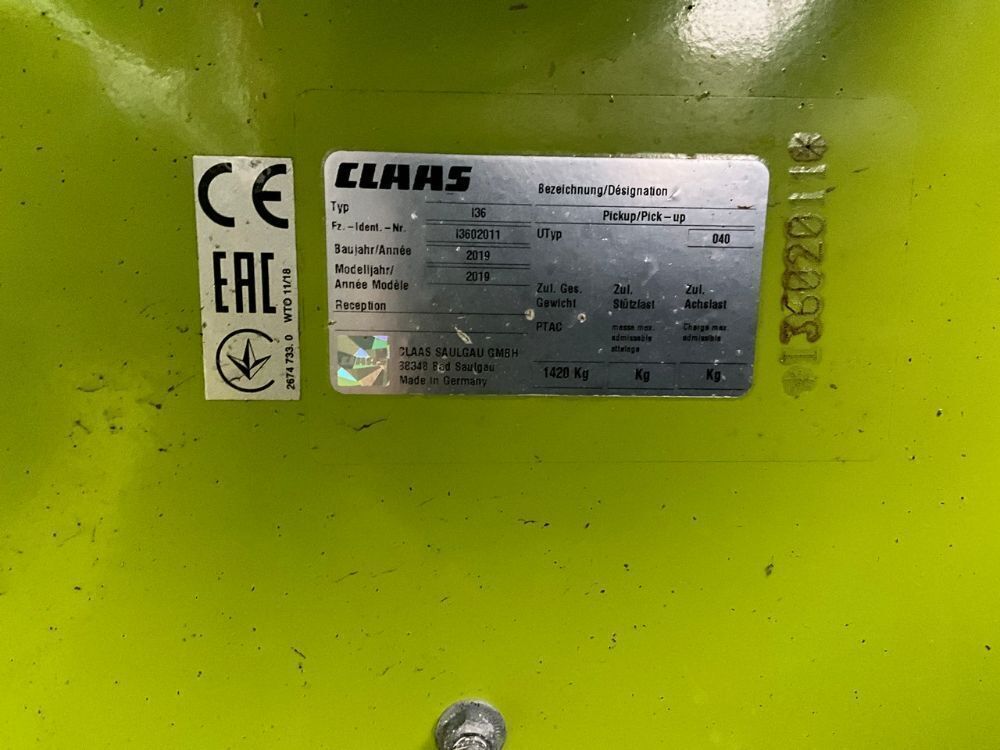 CE
EAC
WTO 11/18
2674 733. 0
CLAAS
Bezeichnung/Désignation
Typ I36
Pickup/Pick-up
Fz.-Ident.-Nr. I3602011
UTyp 040
Baujahr/Année 2019
Modelljahr/
Année Modèle 2019
Reception
Zul. Ges.
Gewicht
Zul.
Stützlast
Zul.
Achslast
PTAC
masse max.
admissible
attelage
Charge max.
admissible
CLAAS SAULGAU GMBH
88348 Bad Saulgau
Made in Germany
1420 Kg
Kg
Kg
I3602011